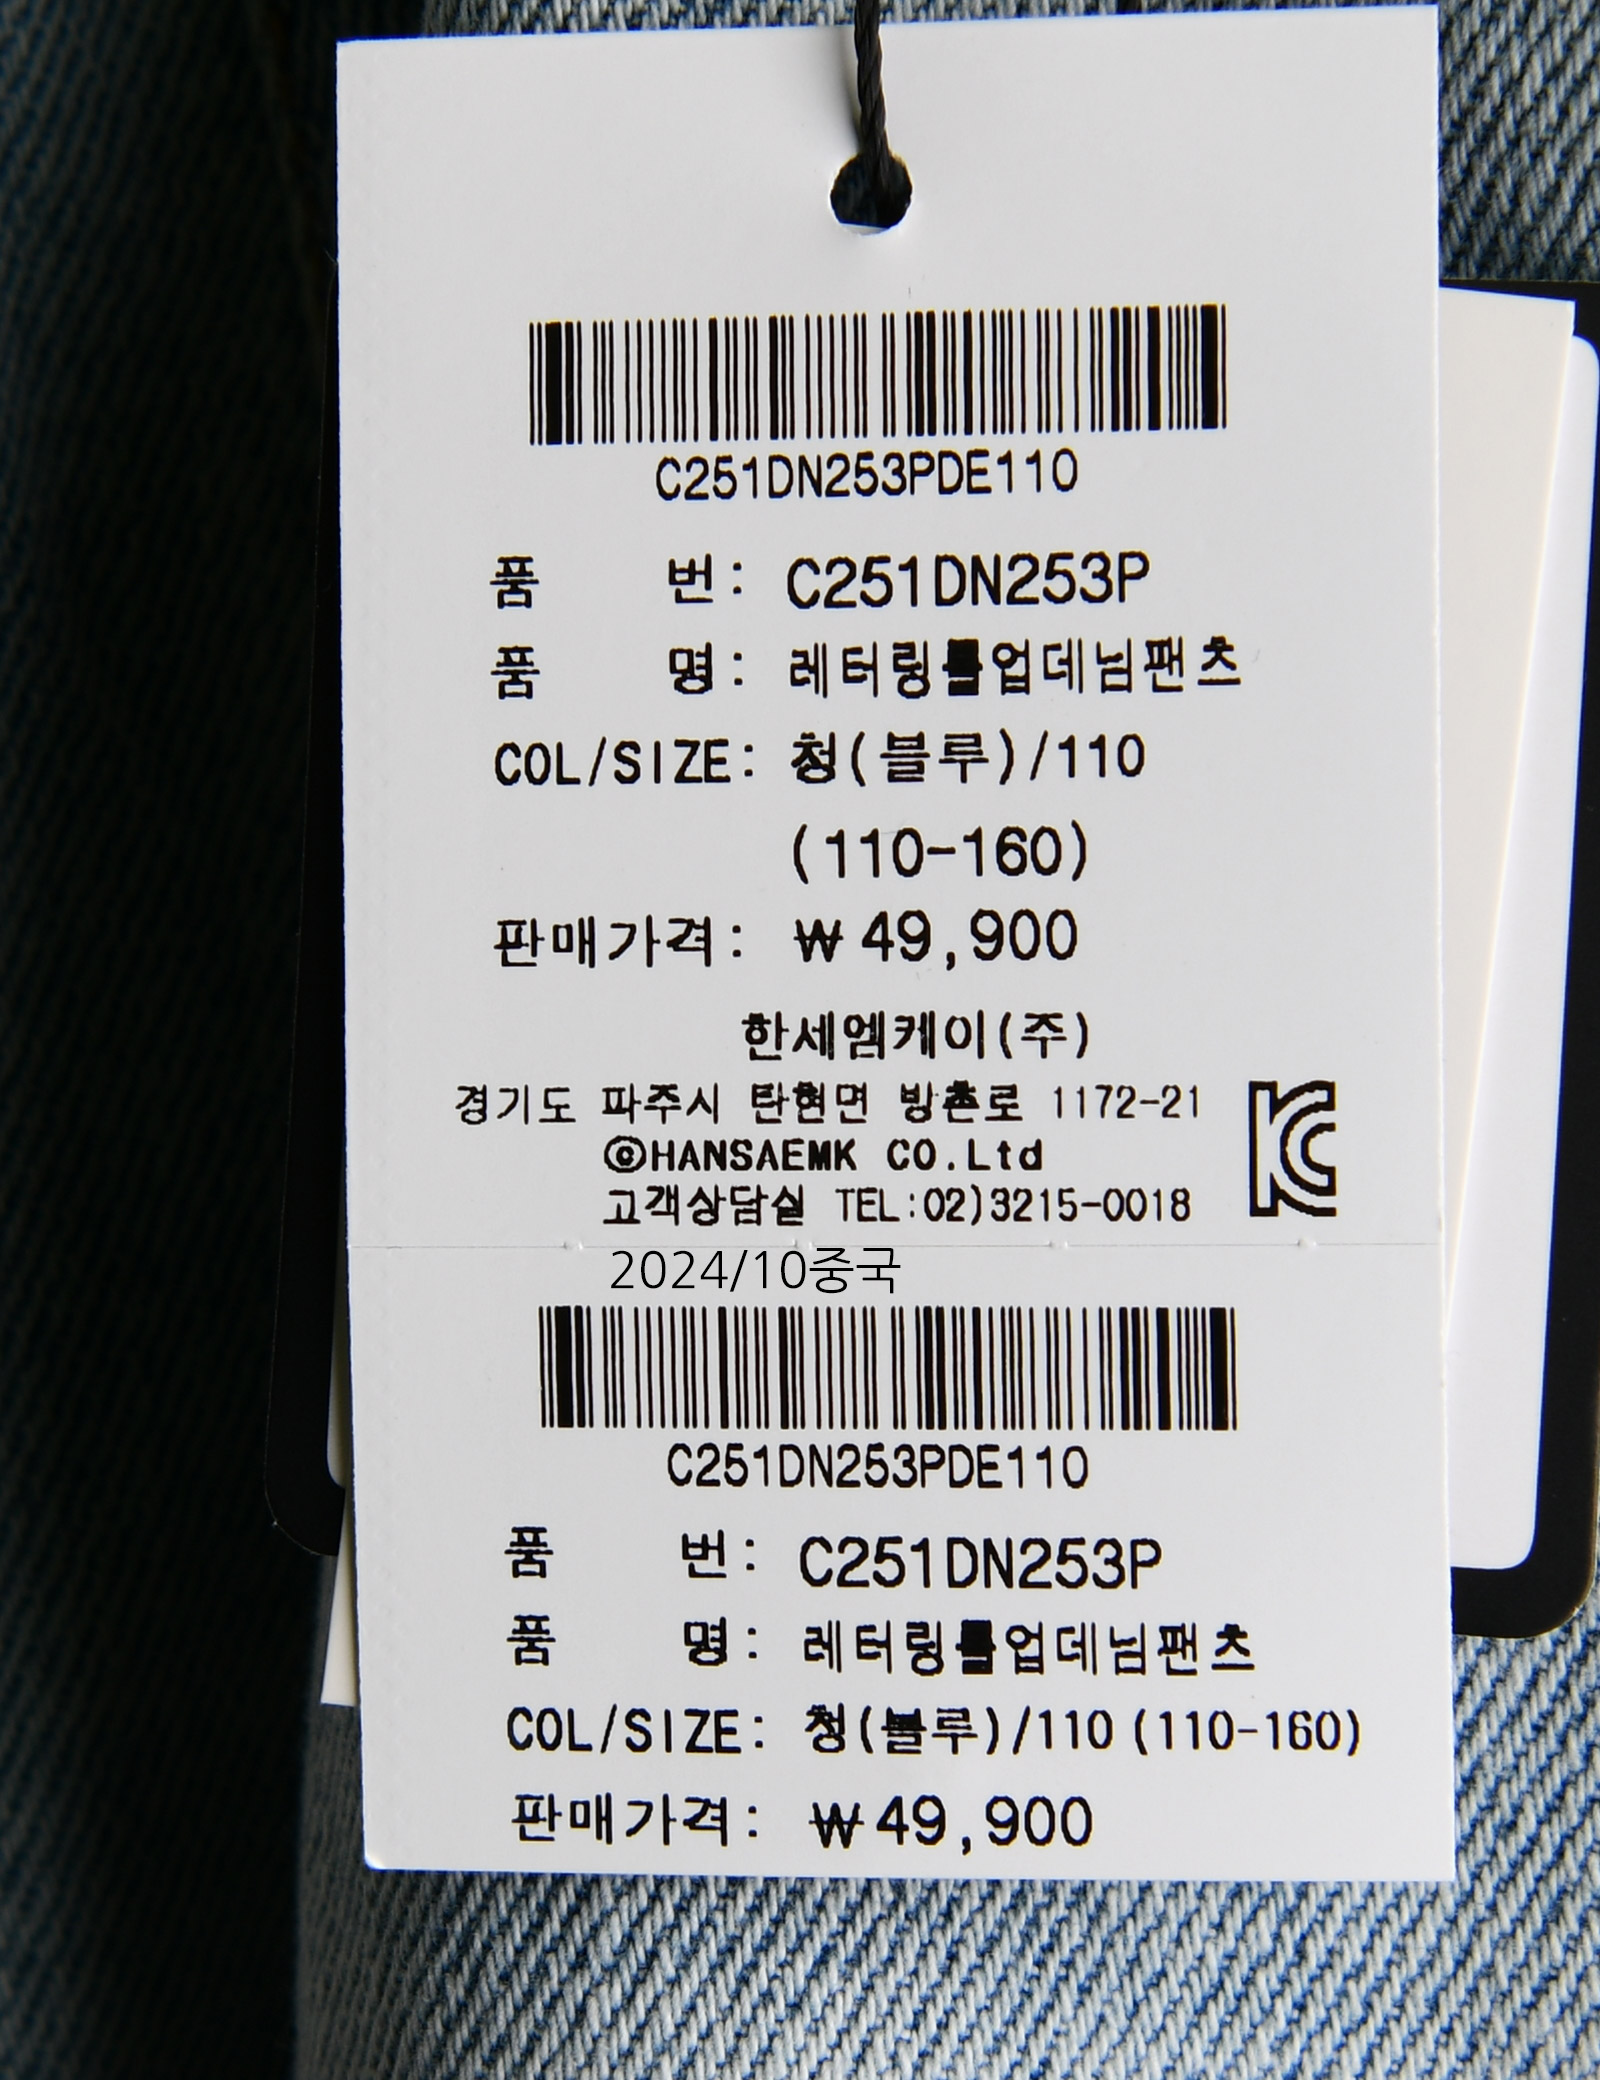 C251DN253PDE110
품 번: C251DN253P
품 명: 레터링롤업데님팬츠
COL/SIZE: 청(블루)/110
(110-160)
판매가격: ₩49,900
한세엠케이(주)
경기도 파주시 탄현면 방촌로 1172-21
©HANSAEMK CO.Ltd
고객상담실 TEL:02)3215-0018
2024/10중국
C251DN253PDE110
품 번: C251DN253P
품 명: 레터링롤업데님팬츠
COL/SIZE: 청(블루)/110 (110-160)
판매가격: ₩49,900